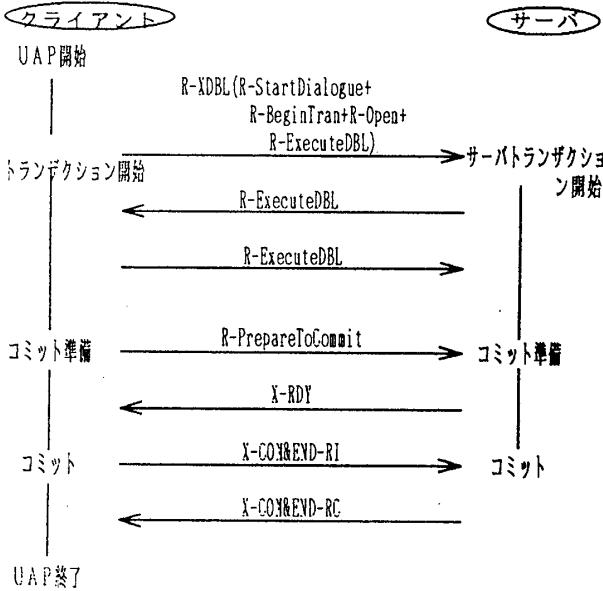 クライアント
サーバ
UAP開始
R-XDBL(R-StartDialogue+
R-BeginTran+R-Open+
R-ExecuteDBL)
トランザクション開始
サーバトランザクショ
ン開始
R-ExecuteDBL
R-ExecuteDBL
コミット準備
R-PrepareToCommit
コミット準備
X-RDY
コミット
X-COM&END-RI
コミット
X-COM&END-RC
UAP終了